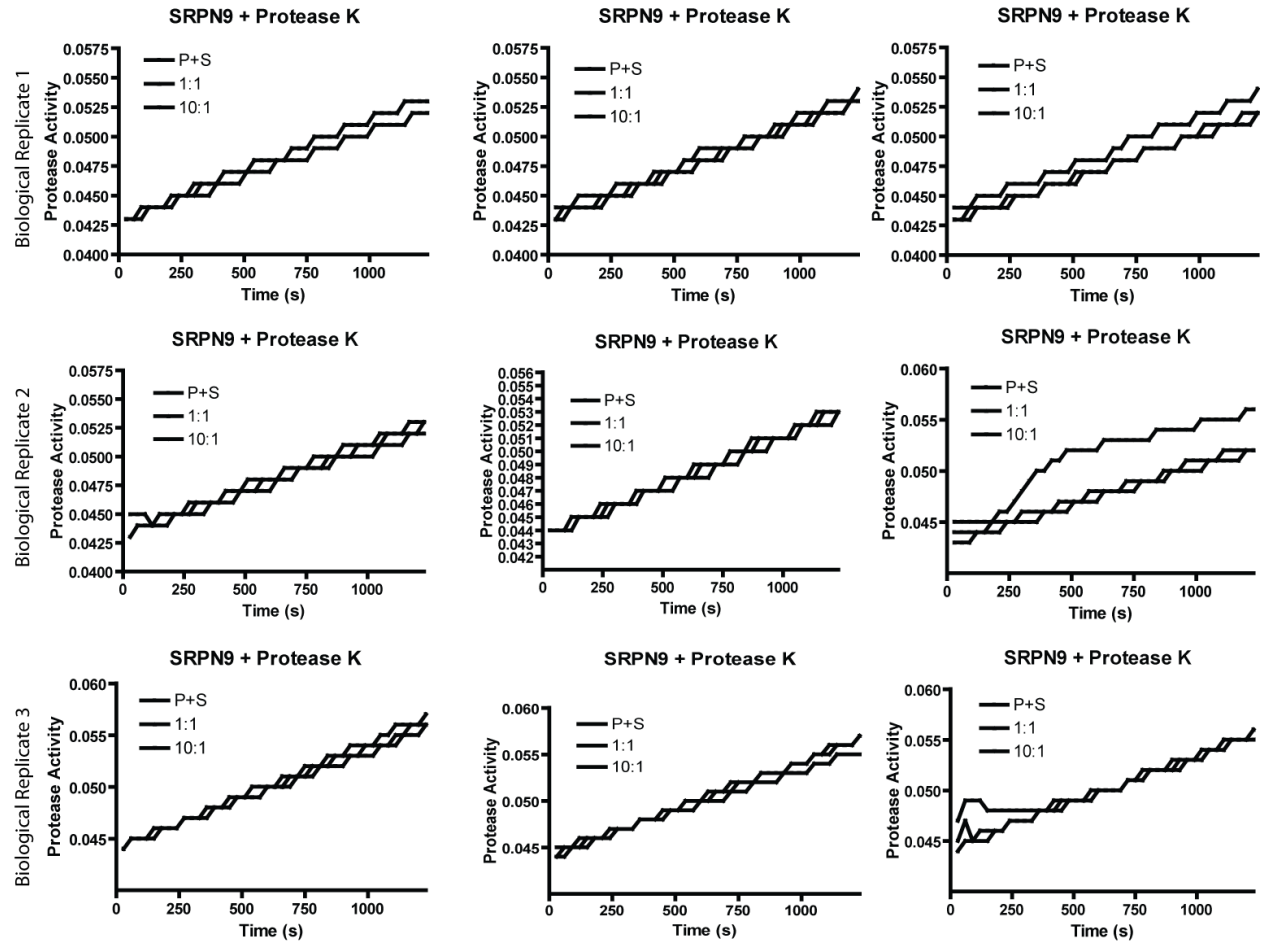 Biological Replicate 1
SRPN9 + Protease K
Protease Activity
0.0575
0.0550
0.0525
0.0500
0.0475
0.0450
0.0425
0.0400
P+S
1:1
10:1
0 250 500 750 1000
Time (s)
SRPN9 + Protease K
Protease Activity
0.0575
0.0550
0.0525
0.0500
0.0475
0.0450
0.0425
0.0400
P+S
1:1
10:1
0 250 500 750 1000
Time (s)
SRPN9 + Protease K
Protease Activity
0.0575
0.0550
0.0525
0.0500
0.0475
0.0450
0.0425
0.0400
P+S
1:1
10:1
0 250 500 750 1000
Time (s)
Biological Replicate 2
SRPN9 + Protease K
Protease Activity
0.0575
0.0550
0.0525
0.0500
0.0475
0.0450
0.0425
0.0400
P+S
1:1
10:1
0 250 500 750 1000
Time (s)
SRPN9 + Protease K
Protease Activity
0.056
0.055
0.054
0.053
0.052
0.051
0.050
0.049
0.048
0.047
0.046
0.045
0.044
0.043
0.042
P+S
1:1
10:1
0 250 500 750 1000
Time (s)
SRPN9 + Protease K
Protease Activity
0.060
0.055
0.050
0.045
P+S
1:1
10:1
0 250 500 750 1000
Time (s)
Biological Replicate 3
SRPN9 + Protease K
Protease Activity
0.060
0.055
0.050
0.045
P+S
1:1
10:1
0 250 500 750 1000
Time (s)
SRPN9 + Protease K
Protease Activity
0.060
0.055
0.050
0.045
P+S
1:1
10:1
0 250 500 750 1000
Time (s)
SRPN9 + Protease K
Protease Activity
0.060
0.055
0.050
0.045
P+S
1:1
10:1
0 250 500 750 1000
Time (s)